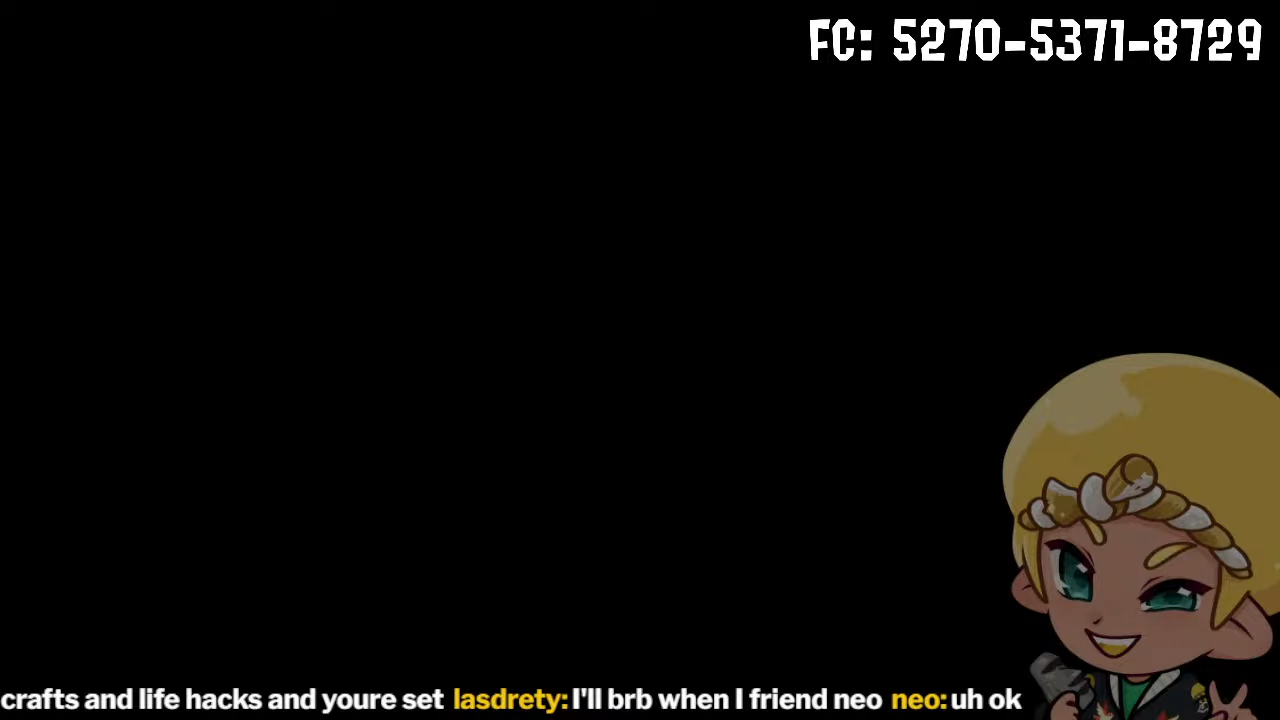 FC: 5270-5371-8729
crafts and life hacks and youre set lasdrety: I'll brb when I friend neo neo: uh ok